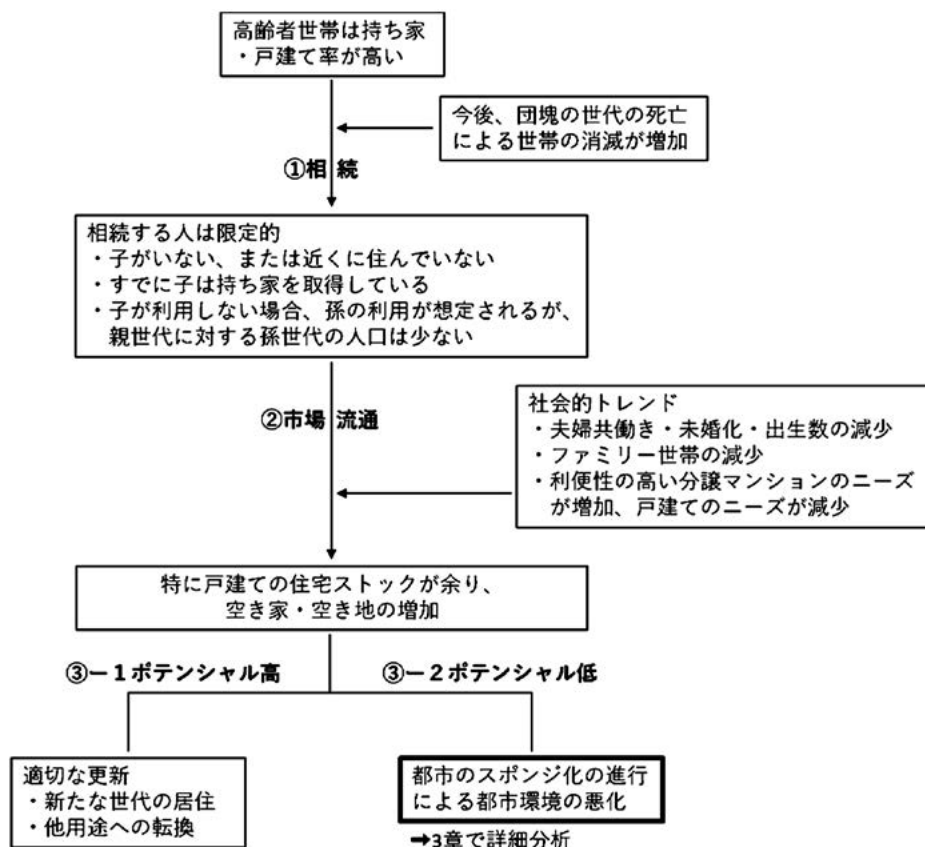 高齢者世帯は持ち家
・戸建て率が高い
今後、団塊の世代の死亡
による世帯の消滅が増加
①相続
相続する人は限定的
・子がいない、または近くに住んでいない
・すでに子は持ち家を取得している
・子が利用しない場合、孫の利用が想定されるが、
親世代に対する孫世代の人口は少ない
②市場流通
社会的トレンド
・夫婦共働き・未婚化・出生数の減少
・ファミリー世帯の減少
・利便性の高い分譲マンションのニーズ
が増加、戸建てのニーズが減少
特に戸建ての住宅ストックが余り、
空き家・空き地の増加
③ー1ポテンシャル高
③ー2ポテンシャル低
適切な更新
・新たな世代の居住
・他用途への転換
都市のスポンジ化の進行
による都市環境の悪化
➡3章で詳細分析